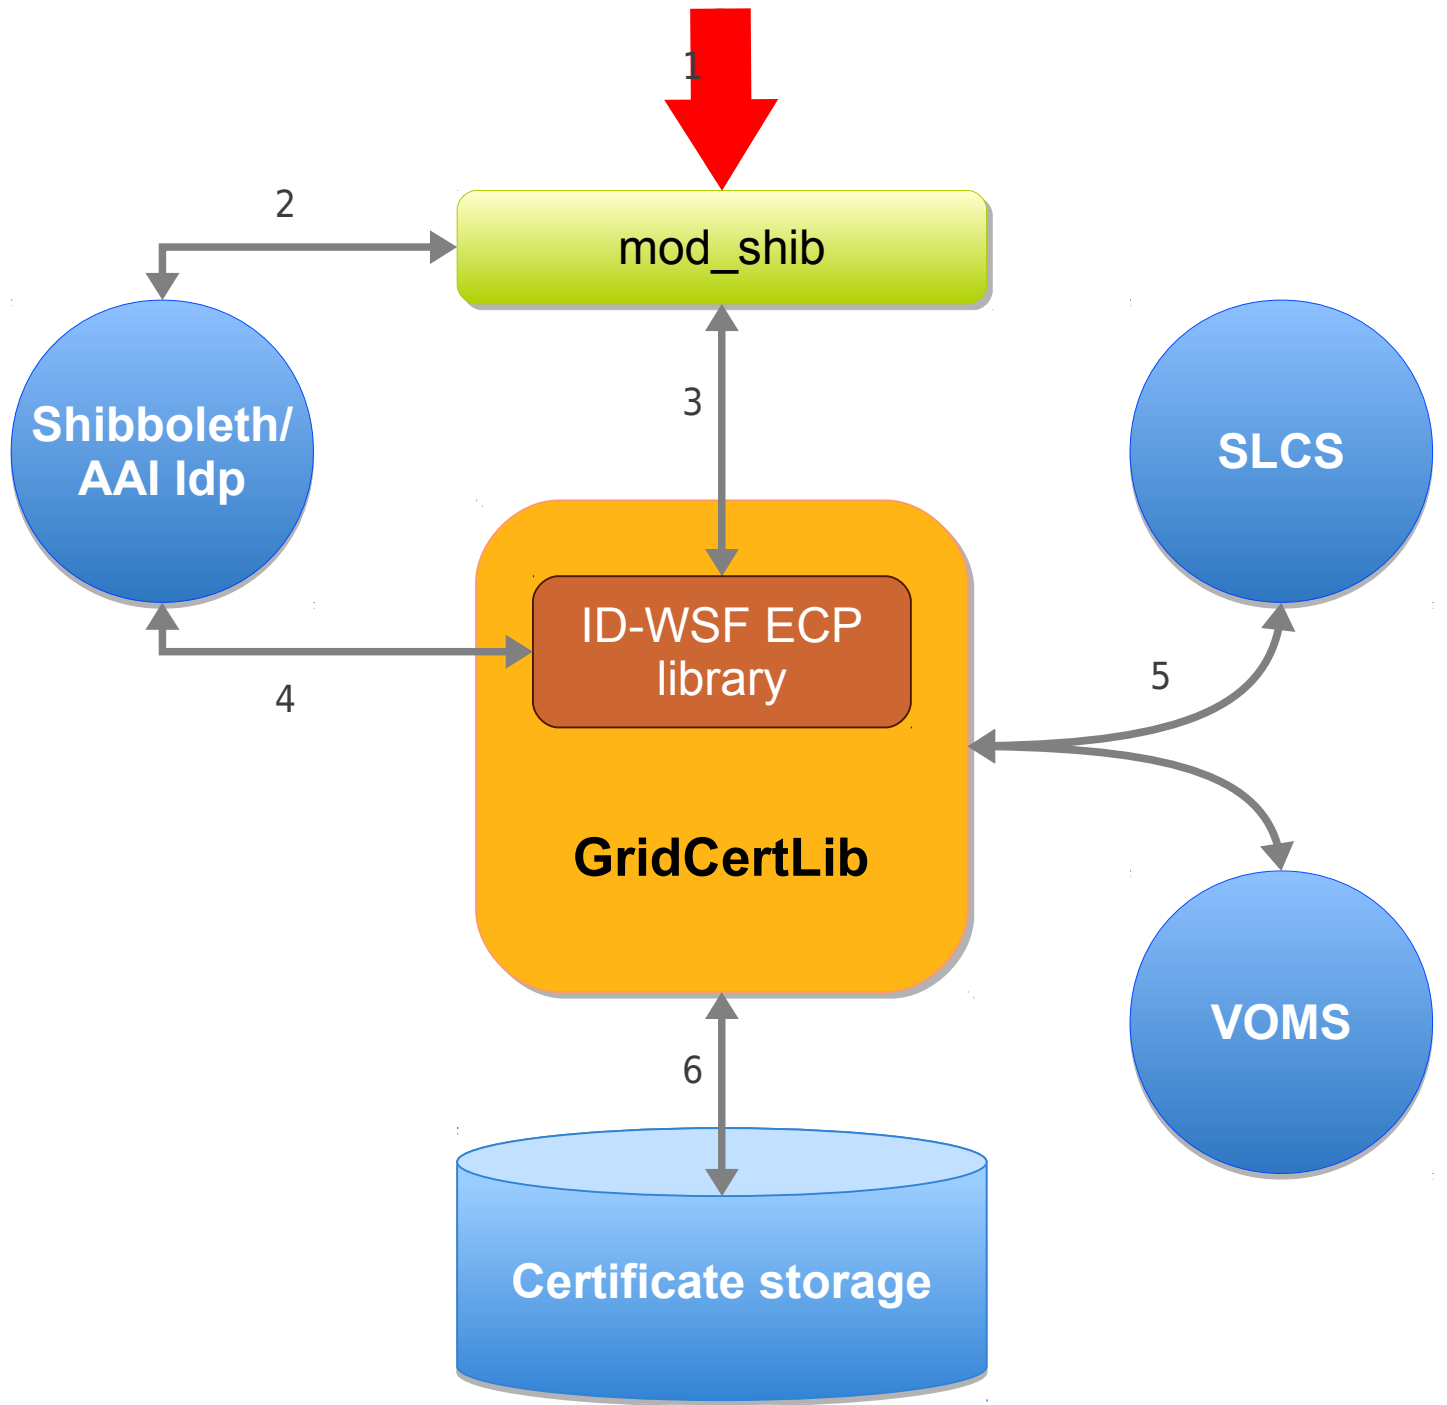 1
2
mod_shib
3
Shibboleth/
AAI Idp
SLCS
ID-WSF ECP
library
4
5
GridCertLib
VOMS
6
Certificate storage